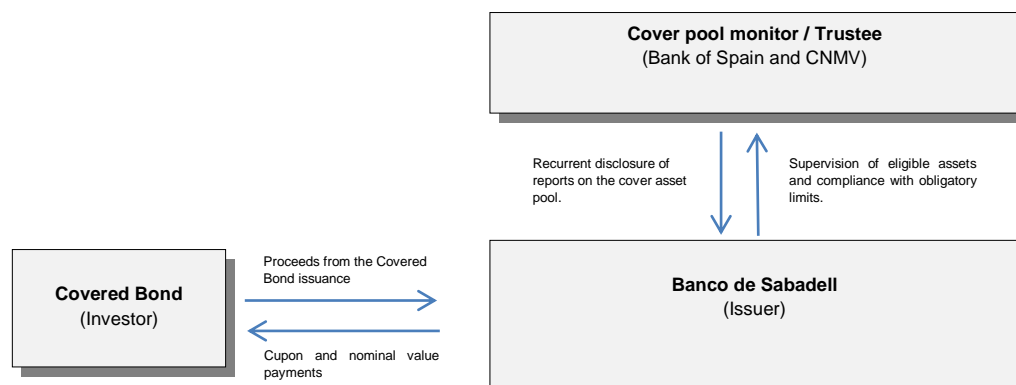 Cover pool monitor / Trustee
(Bank of Spain and CNMV)
Recurrent disclosure of
reports on the cover asset
pool.
Supervision of eligible assets
and compliance with obligatory
limits.
Proceeds from the Covered
Bond issuance
Covered Bond
(Investor)
Banco de Sabadell
(Issuer)
Cupon and nominal value
payments